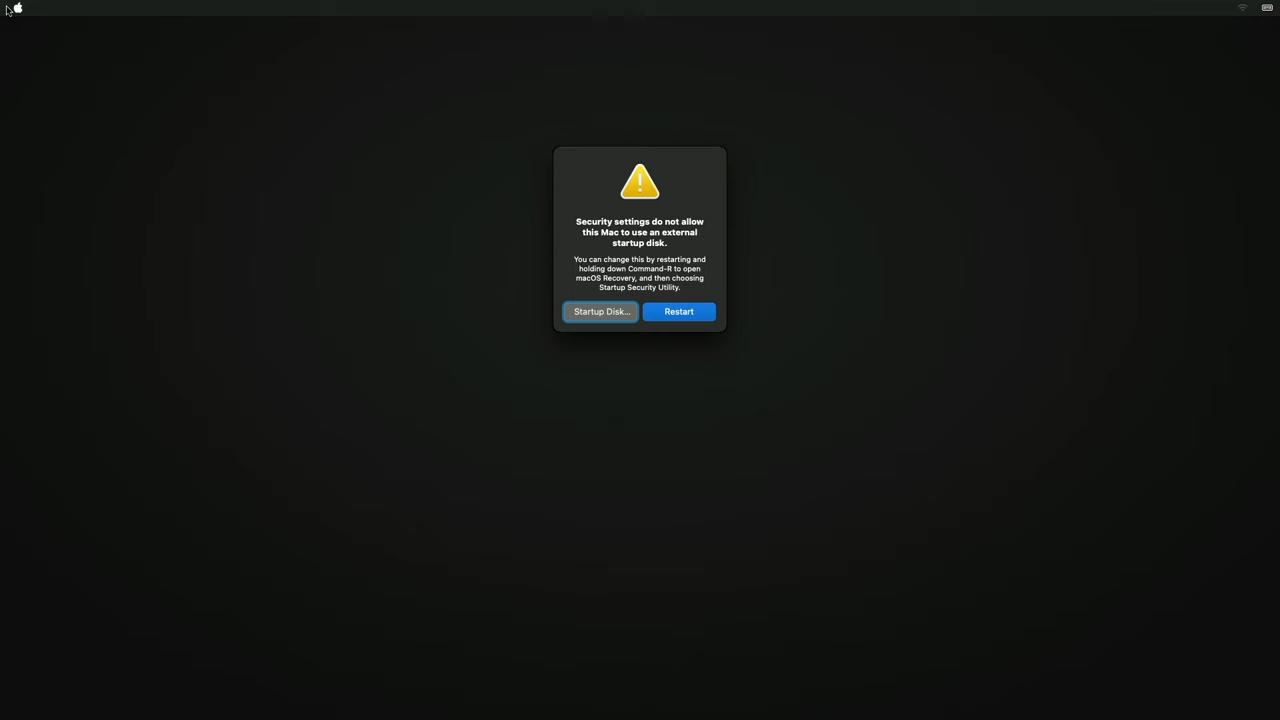 Security settings do not allow
this Mac to use an external
startup disk.
You can change this by restarting and
holding down Command-R to open
macOS Recovery, and then choosing
Startup Security Utility.
Startup Disk...
Restart